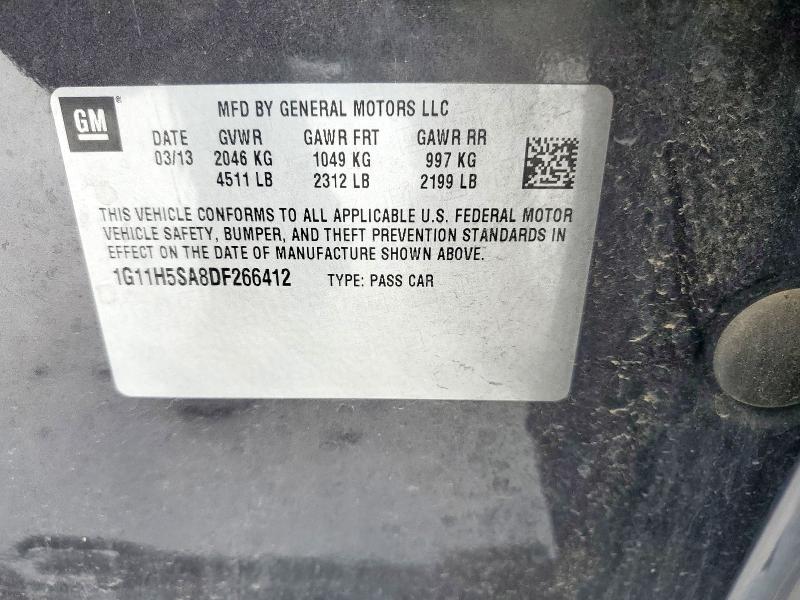 GM®
MFD BY GENERAL MOTORS LLC
DATE GVWR GAWR FRT GAWR RR
03/13 2046 KG 1049 KG 997 KG
4511 LB 2312 LB 2199 LB
THIS VEHICLE CONFORMS TO ALL APPLICABLE U.S. FEDERAL MOTOR
VEHICLE SAFETY, BUMPER, AND THEFT PREVENTION STANDARDS IN
EFFECT ON THE DATE OF MANUFACTURE SHOWN ABOVE.
1G11H5SA8DF266412 TYPE: PASS CAR